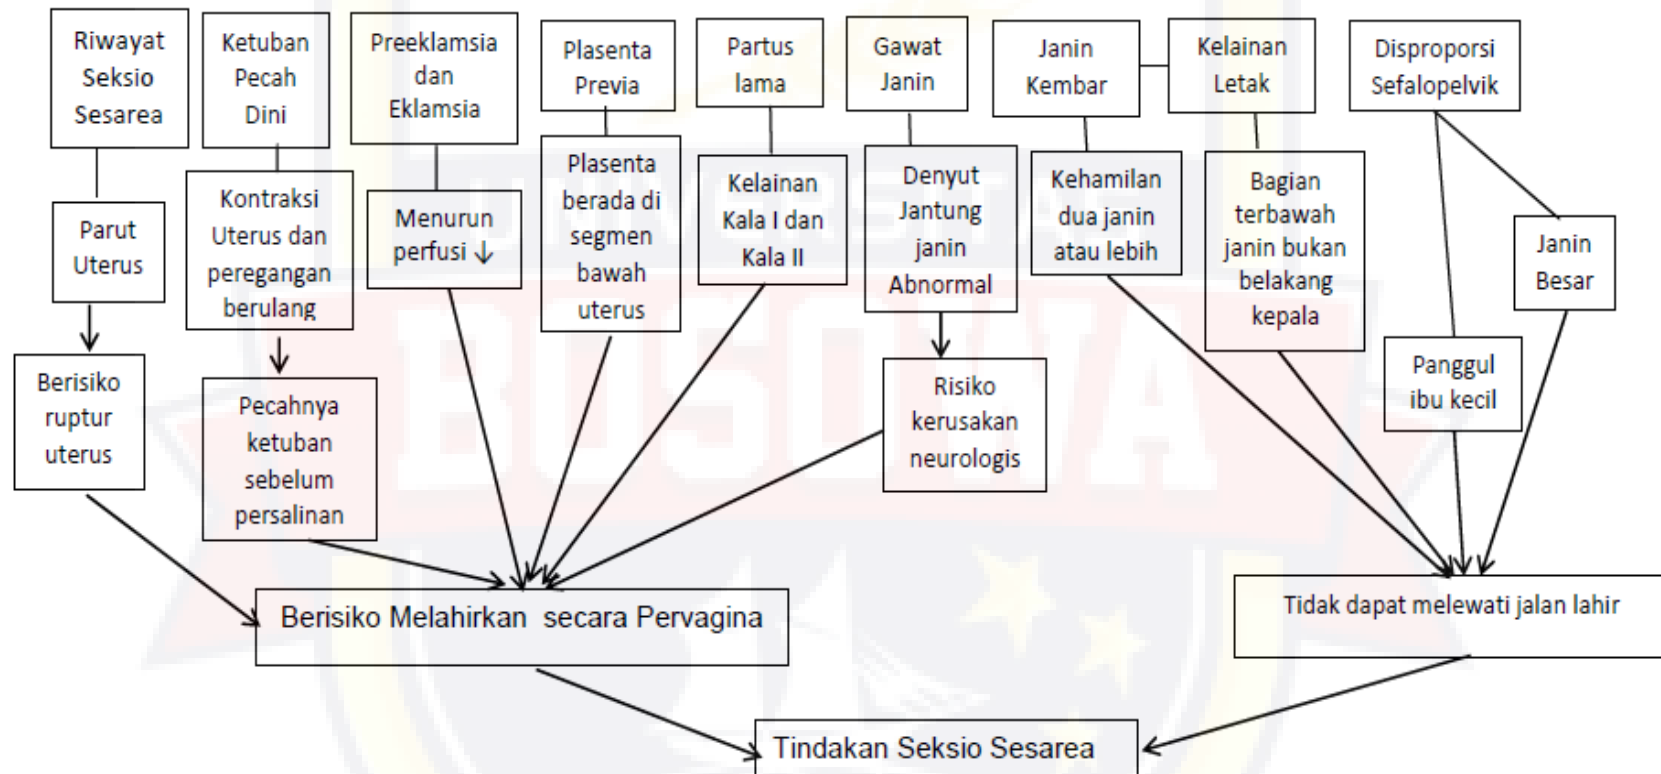 Riwayat
Seksio
Sesarea
Ketuban
Pecah
Dini
Preeklamsia
dan
Eklamsia
Plasenta
Previa
Partus
lama
Gawat
Janin
Janin
Kembar
Kelainan
Letak
Disproporsi
Sefalopelvik
Parut
Uterus
Kontraksi
Uterus dan
peregangan
berulang
Menurun
perfusi ↓
Plasenta
berada di
segmen
bawah
uterus
Kelainan
Kala I dan
Kala II
Denyut
Jantung
janin
Abnormal
Kehamilan
dua janin
atau lebih
Bagian
terbawah
janin bukan
belakang
kepala
Janin
Besar
Berisiko
ruptur
uterus
Pecahnya
ketuban
sebelum
persalinan
Risiko
kerusakan
neurologis
Panggul
ibu kecil
Berisiko Melahirkan secara Pervagina
Tidak dapat melewati jalan lahir
Tindakan Seksio Sesarea
UNIVERSITAS
BOSOWA